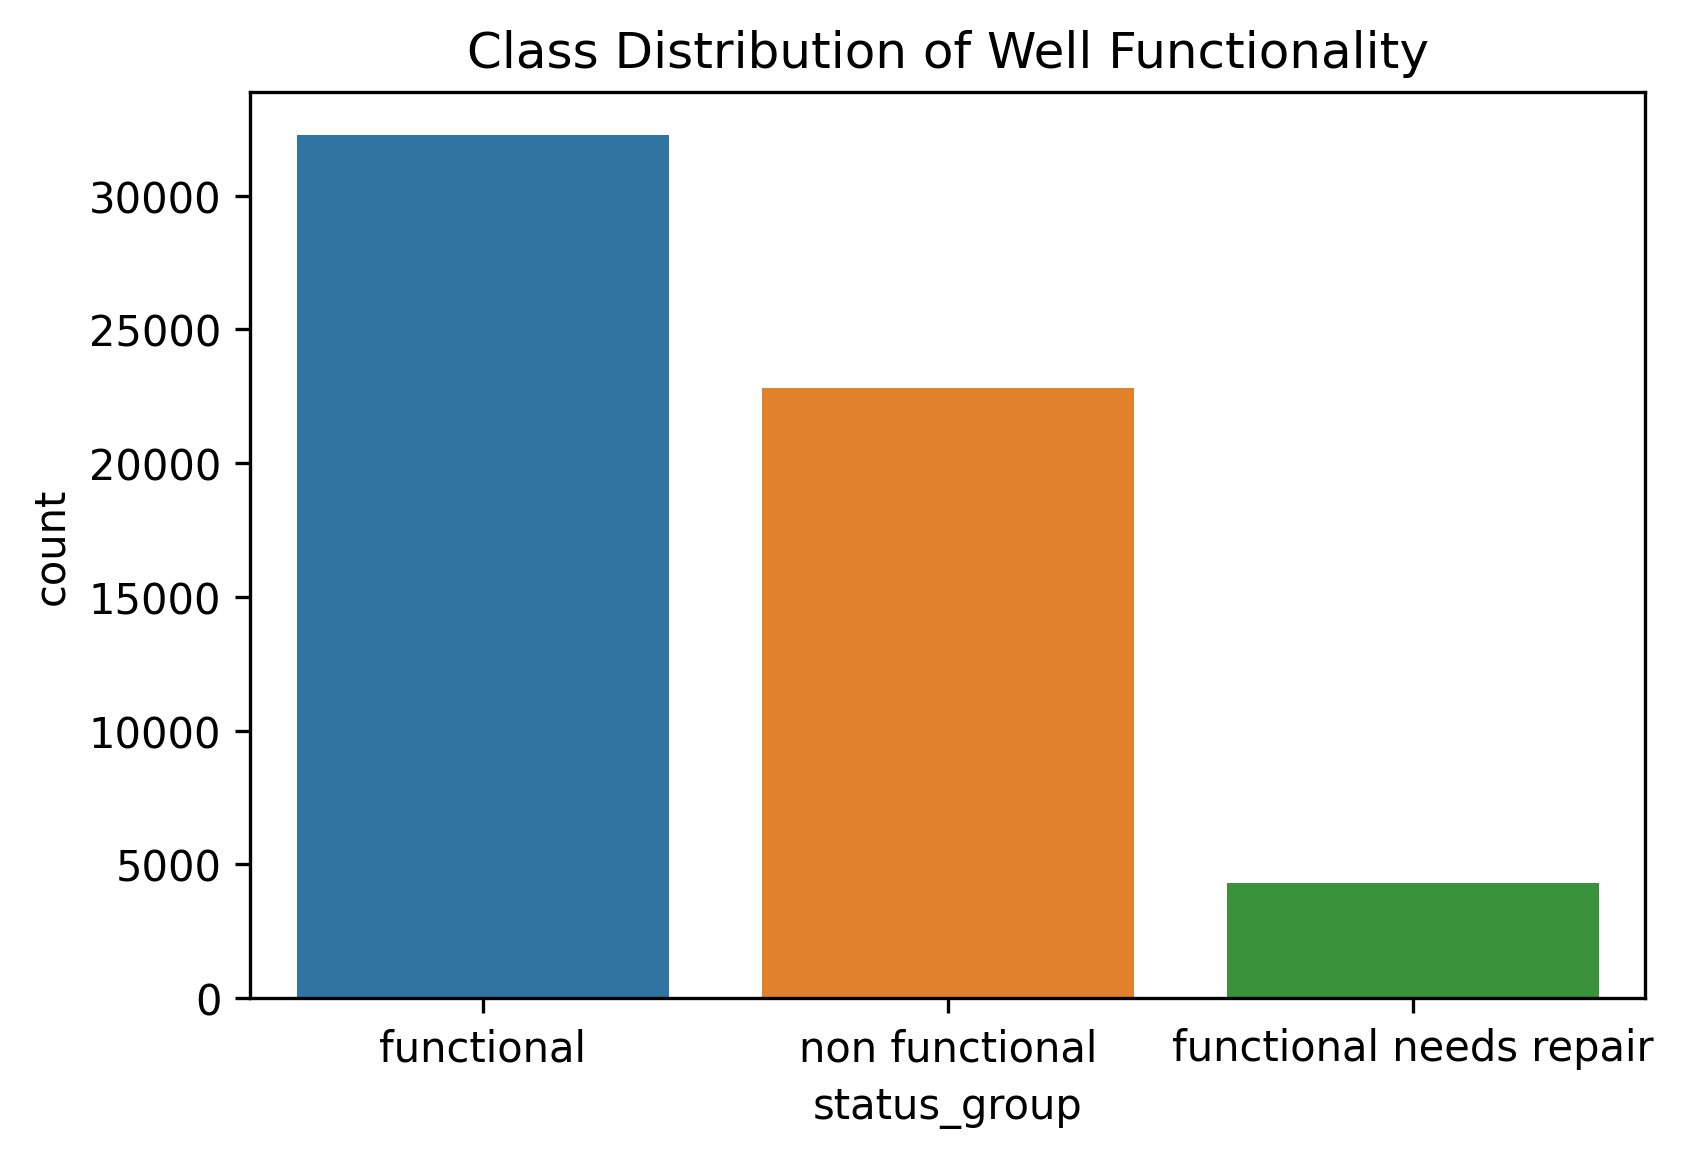 Class Distribution of Well Functionality
30000
25000
20000
15000
10000
5000
0
count
functional
non functional
functional needs repair
status_group